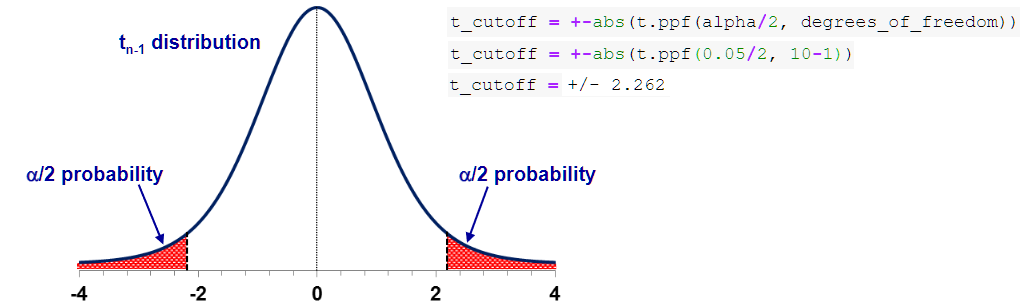 t_cutoff = +-abs(t.ppf(alpha/2, degrees_of_freedom))
t_cutoff = +-abs(t.ppf(0.05/2, 10-1))
t_cutoff = +/- 2.262
tn-1 distribution
α/2 probability
α/2 probability
-4 -2 0 2 4